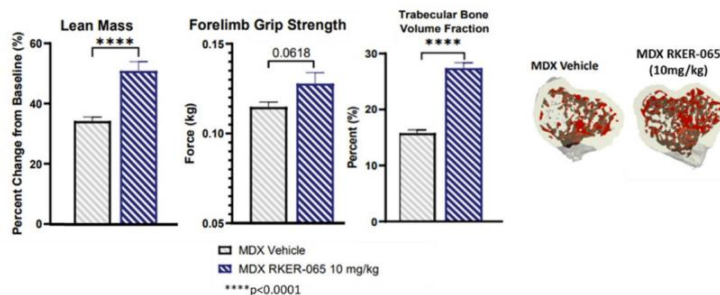 Lean Mass
****
Percent Change from Baseline (%)
60
40
20
0
Forelimb Grip Strength
0.0618
Force (kg)
0.15
0.10
0.05
Trabecular Bone
Volume Fraction
****
Percent (%)
30
20
10
0
MDX Vehicle
MDX RKER-065
(10mg/kg)
MDX Vehicle
MDX RKER-065 10 mg/kg
****p<0.0001